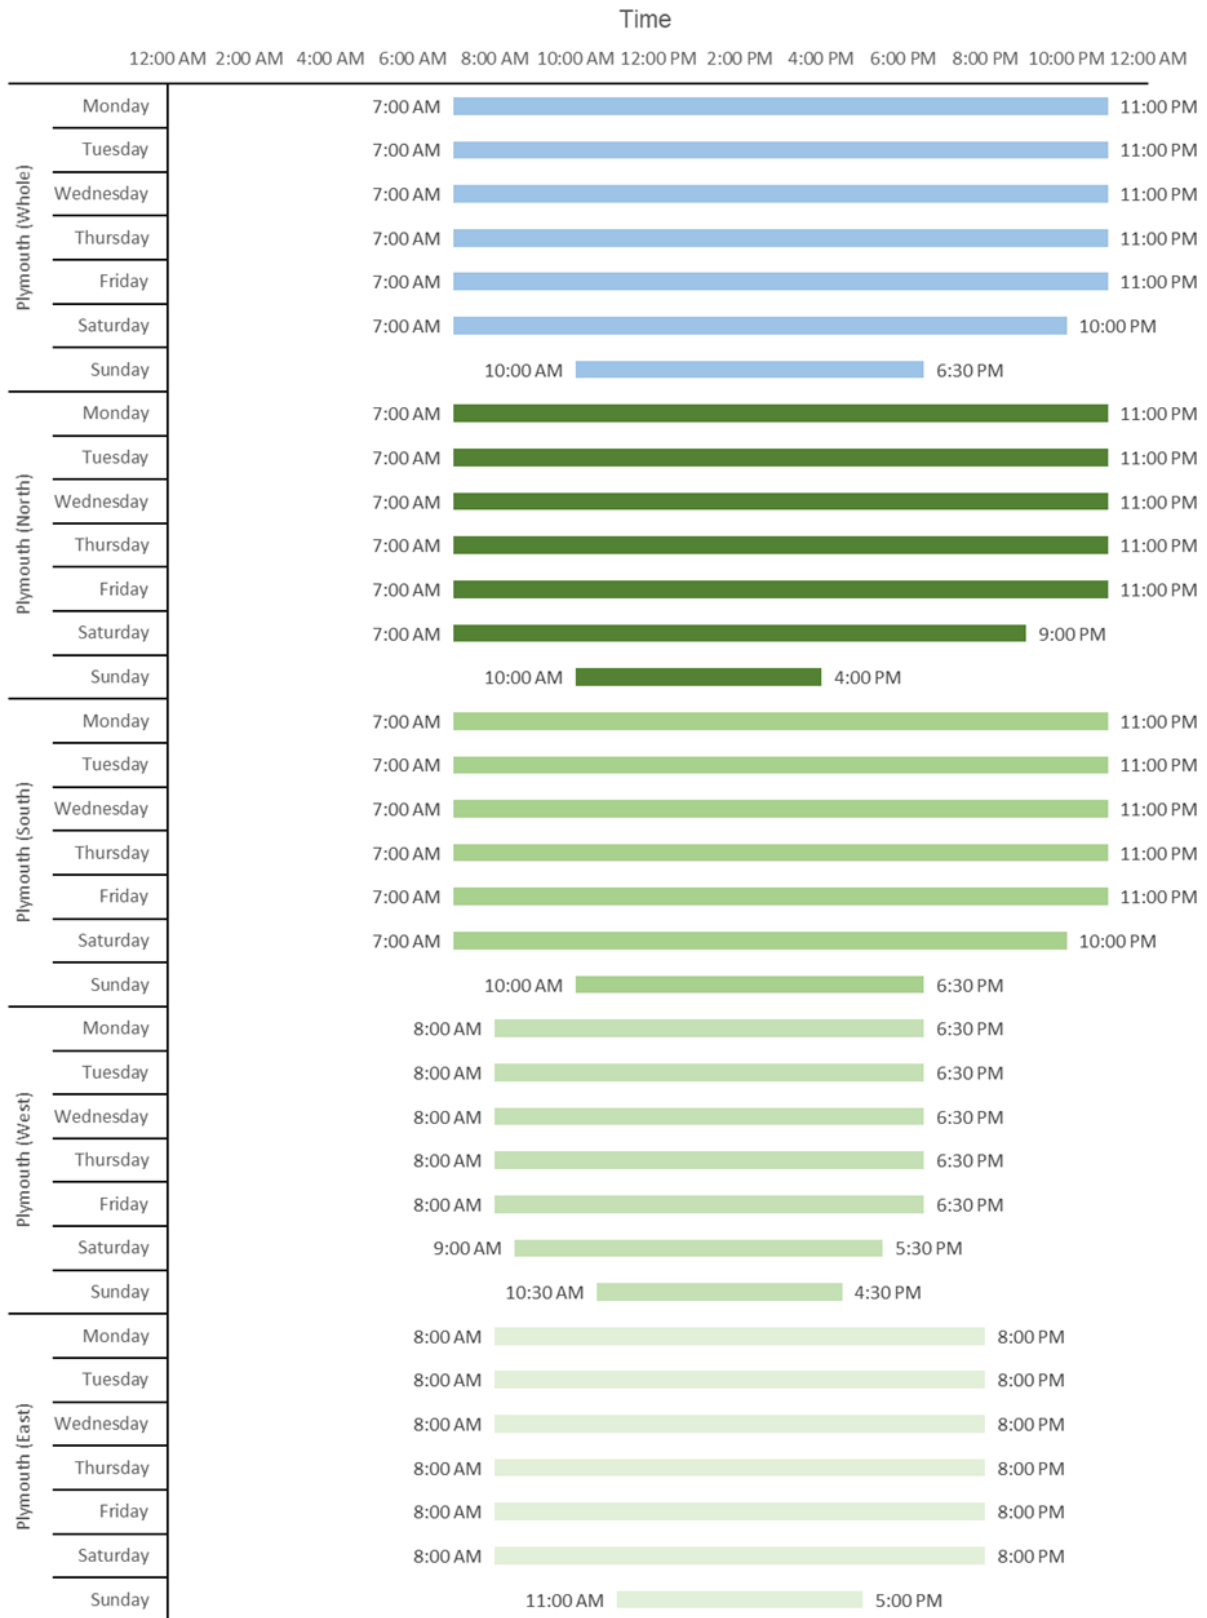 Time
12:00 AM 2:00 AM 4:00 AM 6:00 AM 8:00 AM 10:00 AM 12:00 PM 2:00 PM 4:00 PM 6:00 PM 8:00 PM 10:00 PM 12:00 AM
Plymouth (Whole)
Monday 7:00 AM 11:00 PM
Tuesday 7:00 AM 11:00 PM
Wednesday 7:00 AM 11:00 PM
Thursday 7:00 AM 11:00 PM
Friday 7:00 AM 11:00 PM
Saturday 7:00 AM 10:00 PM
Sunday 10:00 AM 6:30 PM
Plymouth (North)
Monday 7:00 AM 11:00 PM
Tuesday 7:00 AM 11:00 PM
Wednesday 7:00 AM 11:00 PM
Thursday 7:00 AM 11:00 PM
Friday 7:00 AM 11:00 PM
Saturday 7:00 AM 9:00 PM
Sunday 10:00 AM 4:00 PM
Plymouth (South)
Monday 7:00 AM 11:00 PM
Tuesday 7:00 AM 11:00 PM
Wednesday 7:00 AM 11:00 PM
Thursday 7:00 AM 11:00 PM
Friday 7:00 AM 11:00 PM
Saturday 7:00 AM 10:00 PM
Sunday 10:00 AM 6:30 PM
Plymouth (West)
Monday 8:00 AM 6:30 PM
Tuesday 8:00 AM 6:30 PM
Wednesday 8:00 AM 6:30 PM
Thursday 8:00 AM 6:30 PM
Friday 8:00 AM 6:30 PM
Saturday 9:00 AM 5:30 PM
Sunday 10:30 AM 4:30 PM
Plymouth (East)
Monday 8:00 AM 8:00 PM
Tuesday 8:00 AM 8:00 PM
Wednesday 8:00 AM 8:00 PM
Thursday 8:00 AM 8:00 PM
Friday 8:00 AM 8:00 PM
Saturday 8:00 AM 8:00 PM
Sunday 11:00 AM 5:00 PM